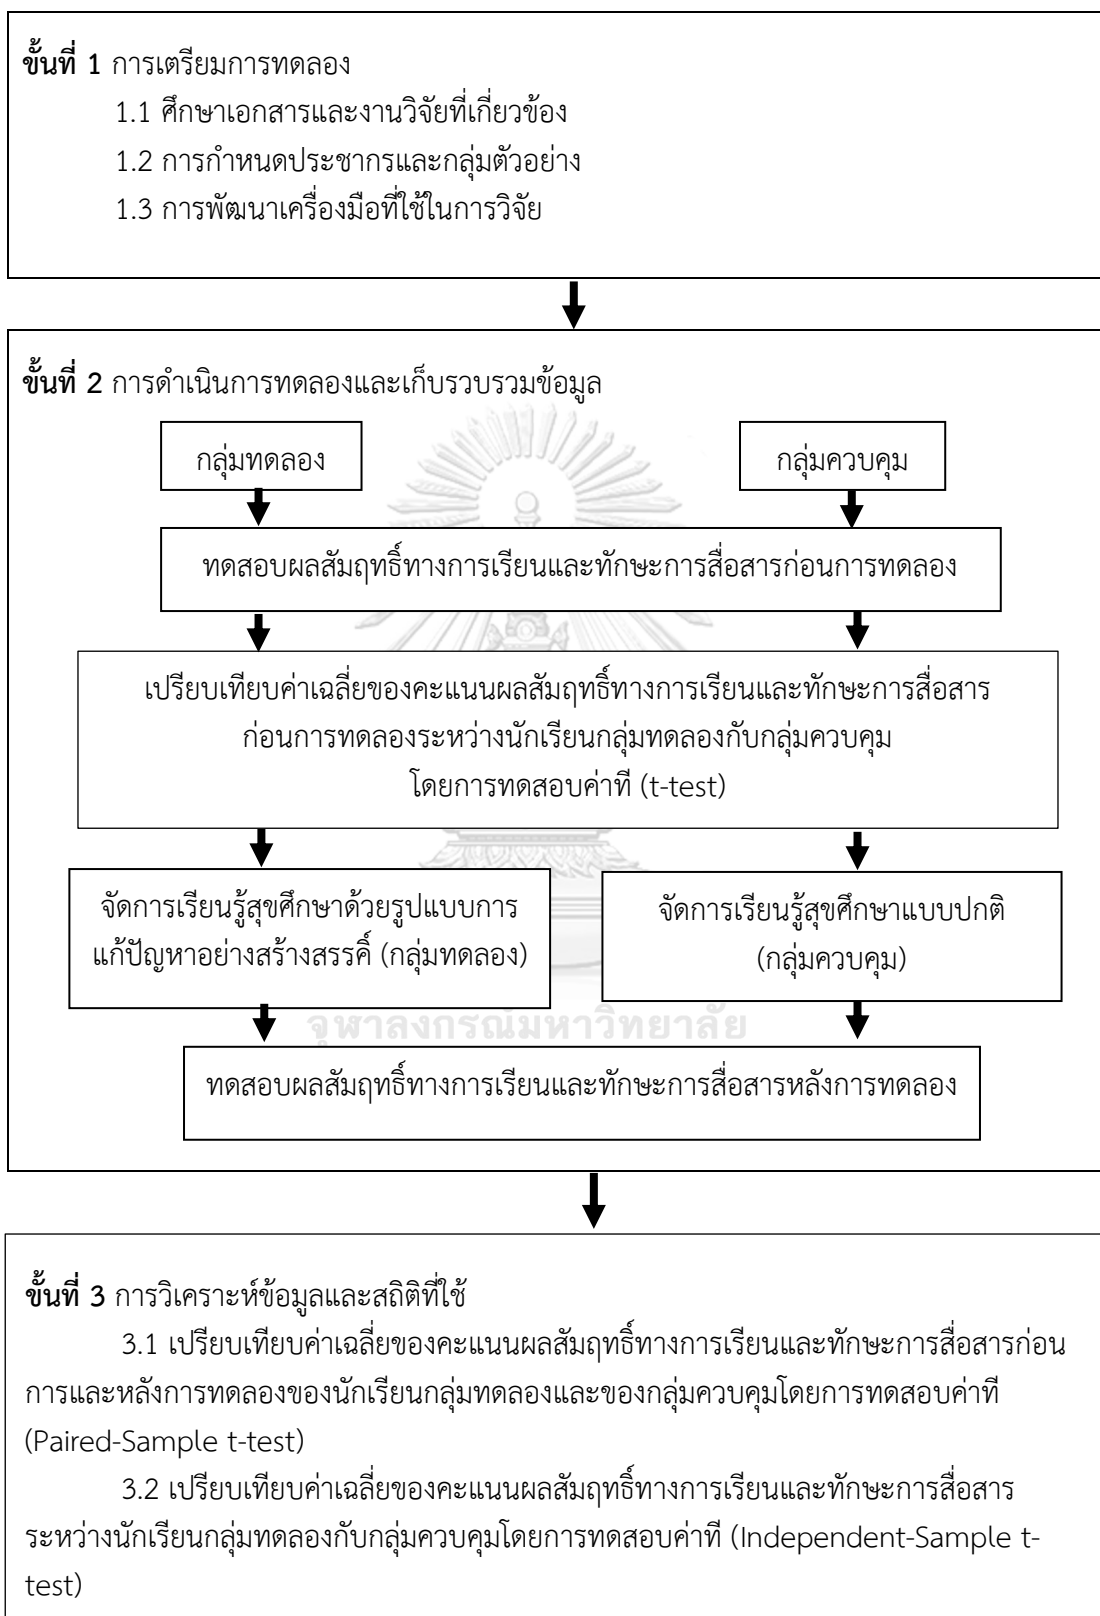 ขั้นที่ 1 การเตรียมการทดลอง
1.1 ศึกษาเอกสารและงานวิจัยที่เกี่ยวข้อง
1.2 การกำหนดประชากรและกลุ่มตัวอย่าง
1.3 การพัฒนาเครื่องมือที่ใช้ในการวิจัย
ขั้นที่ 2 การดำเนินการทดลองและเก็บรวบรวมข้อมูล
กลุ่มทดลอง
กลุ่มควบคุม
ทดสอบผลสัมฤทธิ์ทางการเรียนและทักษะการสื่อสารก่อนการทดลอง
เปรียบเทียบค่าเฉลี่ยของคะแนนผลสัมฤทธิ์ทางการเรียนและทักษะการสื่อสาร
ก่อนการทดลองระหว่างนักเรียนกลุ่มทดลองกับกลุ่มควบคุม
โดยการทดสอบค่าที (t-test)
จัดการเรียนรู้สุขศึกษาด้วยรูปแบบการ
แก้ปัญหาอย่างสร้างสรรค์ (กลุ่มทดลอง)
จัดการเรียนรู้สุขศึกษาแบบปกติ
(กลุ่มควบคุม)
จุฬาลงกรณ์มหาวิทยาลัย
ทดสอบผลสัมฤทธิ์ทางการเรียนและทักษะการสื่อสารหลังการทดลอง
ขั้นที่ 3 การวิเคราะห์ข้อมูลและสถิติที่ใช้
3.1 เปรียบเทียบค่าเฉลี่ยของคะแนนผลสัมฤทธิ์ทางการเรียนและทักษะการสื่อสารก่อน
การและหลังการทดลองของนักเรียนกลุ่มทดลองและของกลุ่มควบคุมโดยการทดสอบค่าที
(Paired-Sample t-test)
3.2 เปรียบเทียบค่าเฉลี่ยของคะแนนผลสัมฤทธิ์ทางการเรียนและทักษะการสื่อสาร
ระหว่างนักเรียนกลุ่มทดลองกับกลุ่มควบคุมโดยการทดสอบค่าที (Independent-Sample t-
test)